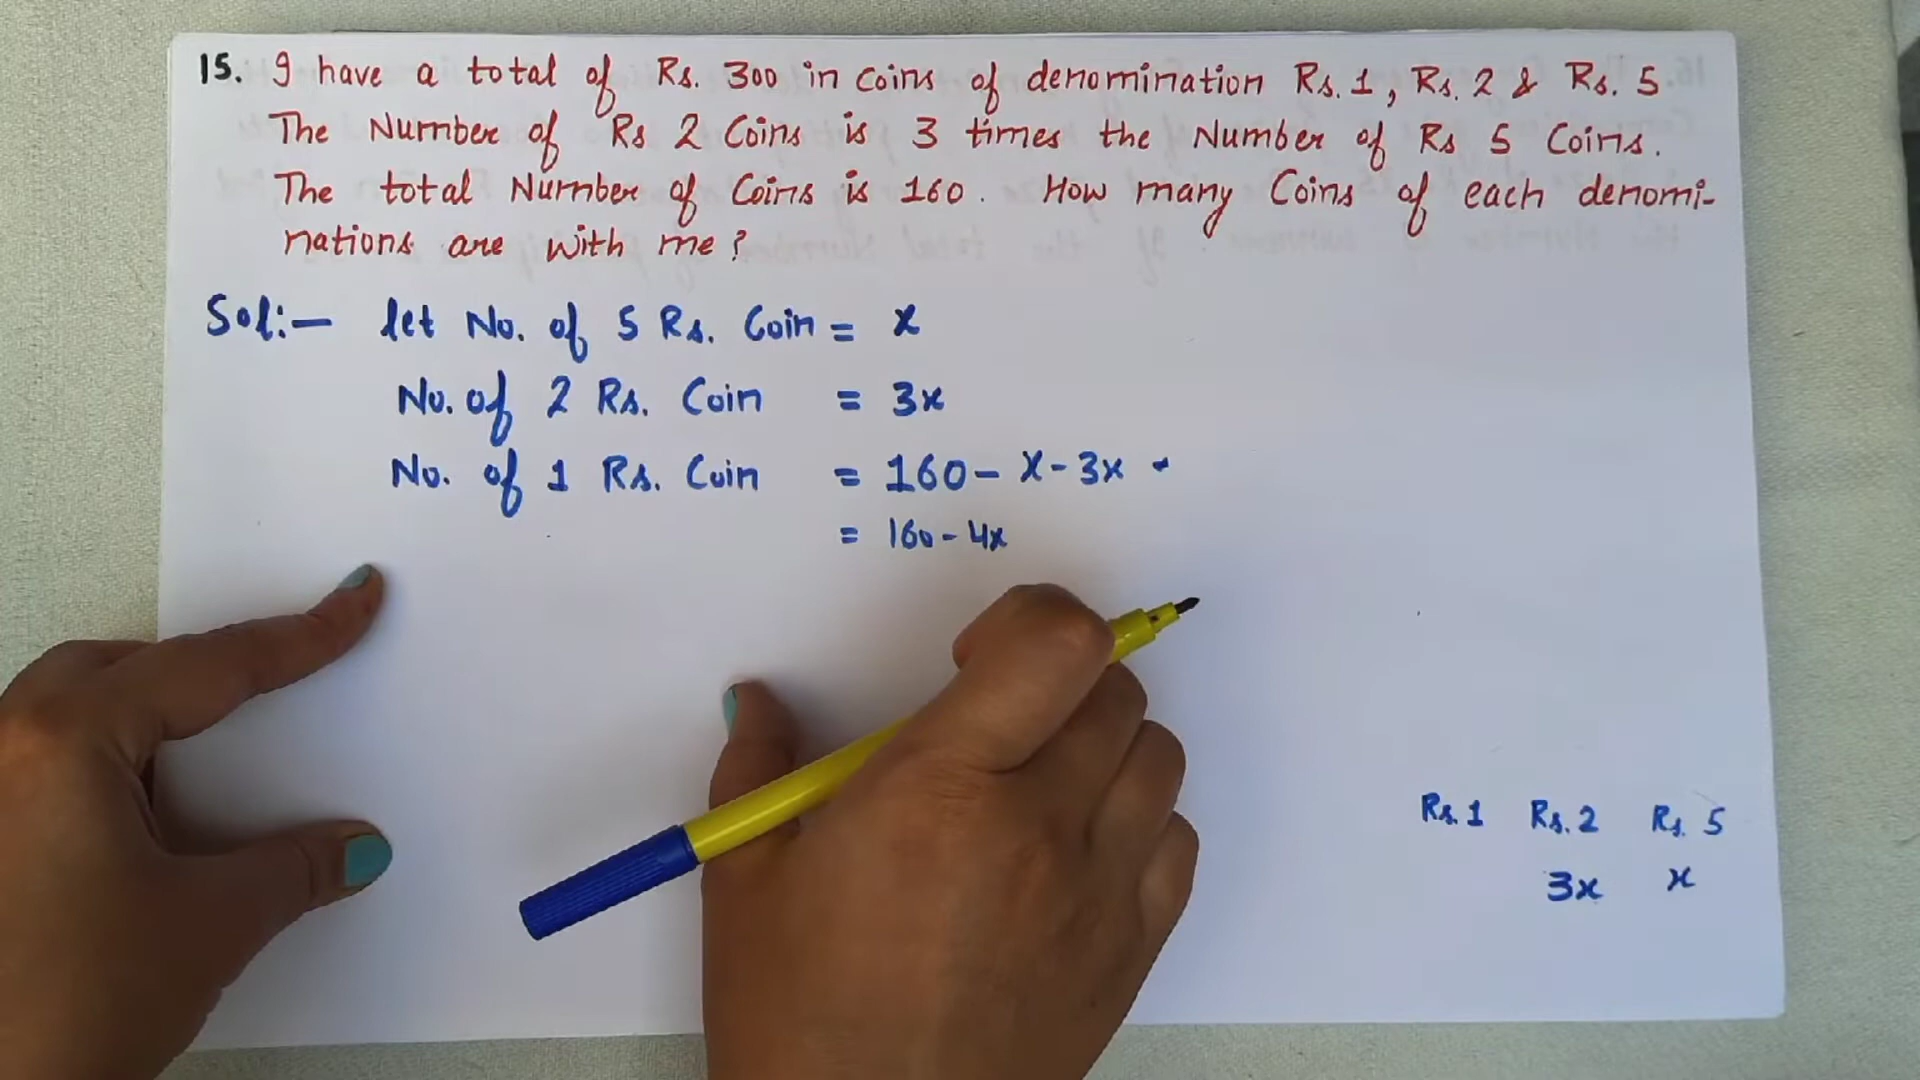 15. I have a total of Rs. 300 in coins of denomination Rs. 1, Rs. 2 & Rs. 5
The Number of Rs 2 Coins is 3 times the Number of Rs 5 Coins.
The total Number of Coins is 160. How many Coins of each denomi-
nations are with me?
Sol:- let No. of 5 Rs. Coin = x
No. of 2 Rs. Coin = 3x
No. of 1 Rs. Coin = 160 - x - 3x -
= 160 - 4x
Rs. 1 Rs. 2 Rs. 5
3x x